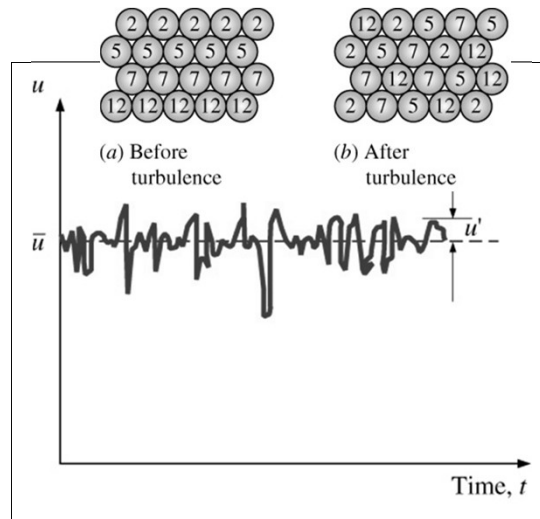 2 2 2 2 2
5 5 5 5 5
7 7 7 7 7
12 12 12 12 12
(a) Before
turbulence
12 2 5 7 5
2 5 7 2 12
7 12 7 5 12
2 7 5 12 2
(b) After
turbulence
u
u̅
u'
Time, t